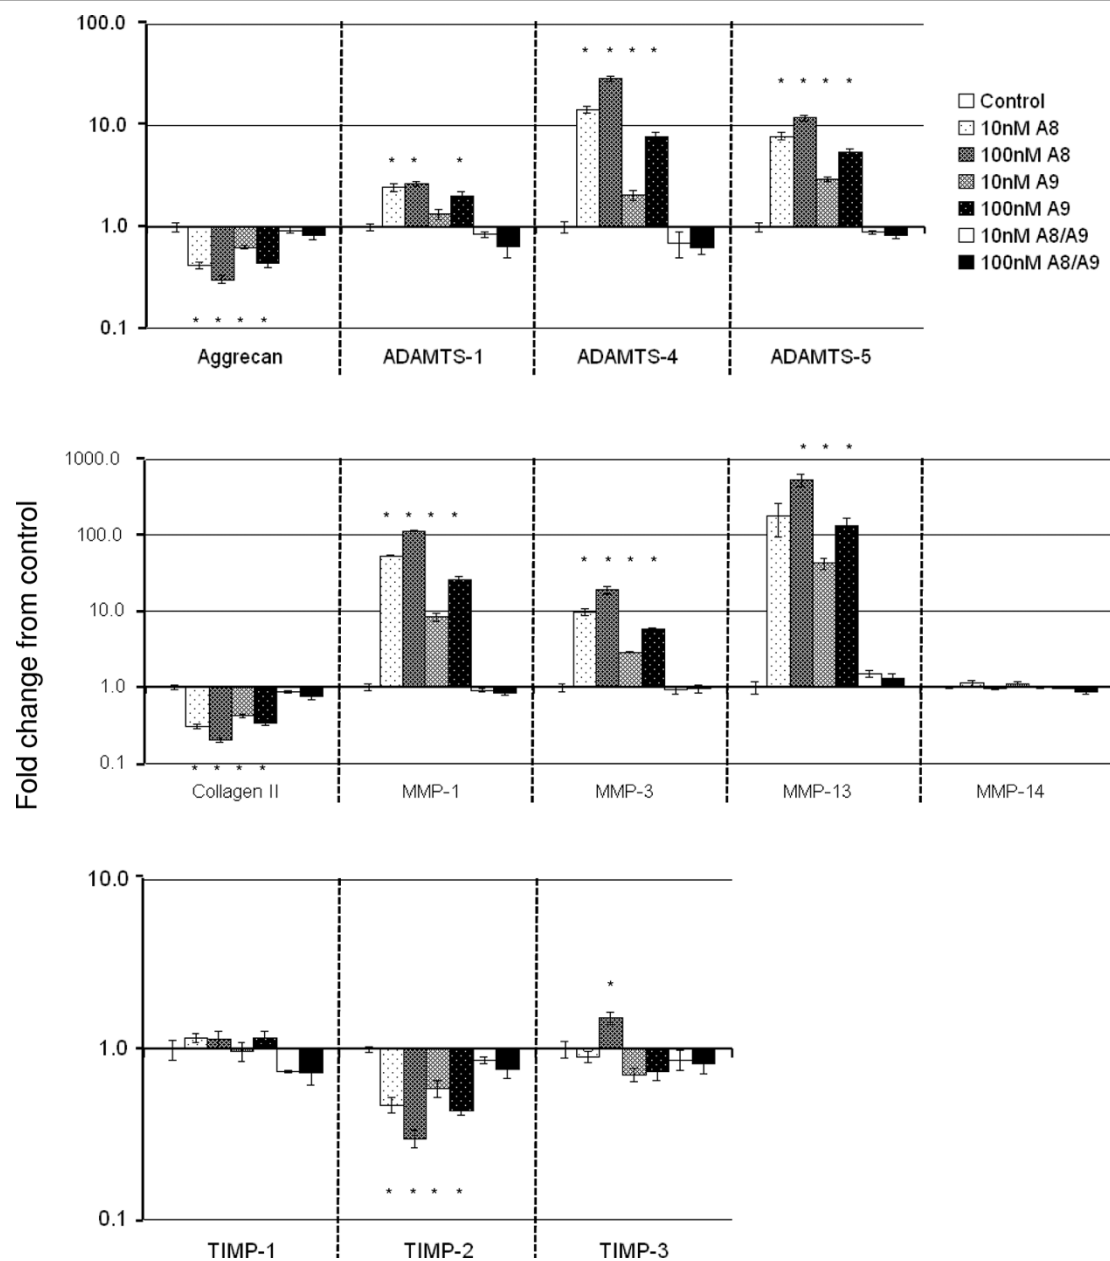 100.0
10.0
1.0
0.1
* * * * * * * * * * * * * * *
Aggrecan ADAMTS-1 ADAMTS-4 ADAMTS-5
Control
10nM A8
100nM A8
10nM A9
100nM A9
10nM A8/A9
100nM A8/A9
Fold change from control
1000.0
100.0
10.0
1.0
0.1
* * * * * * * * * * * * * * *
Collagen II MMP-1 MMP-3 MMP-13 MMP-14
10.0
1.0
0.1
* * * * *
TIMP-1 TIMP-2 TIMP-3